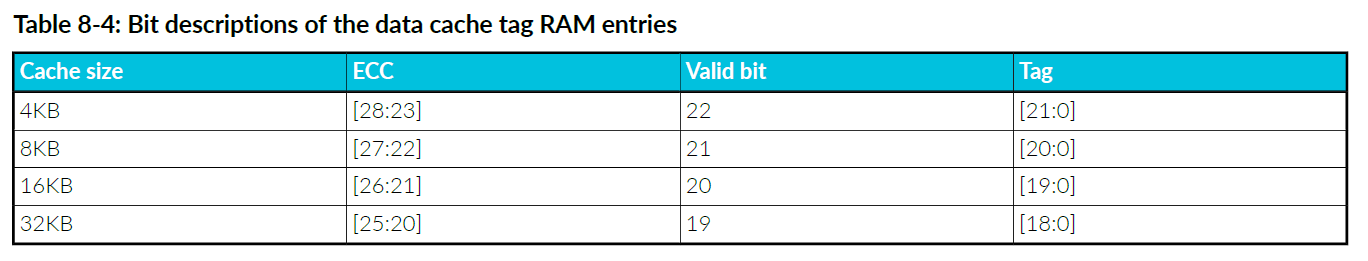 Table 8-4: Bit descriptions of the data cache tag RAM entries
Cache size ECC Valid bit Tag
4KB [28:23] 22 [21:0]
8KB [27:22] 21 [20:0]
16KB [26:21] 20 [19:0]
32KB [25:20] 19 [18:0]